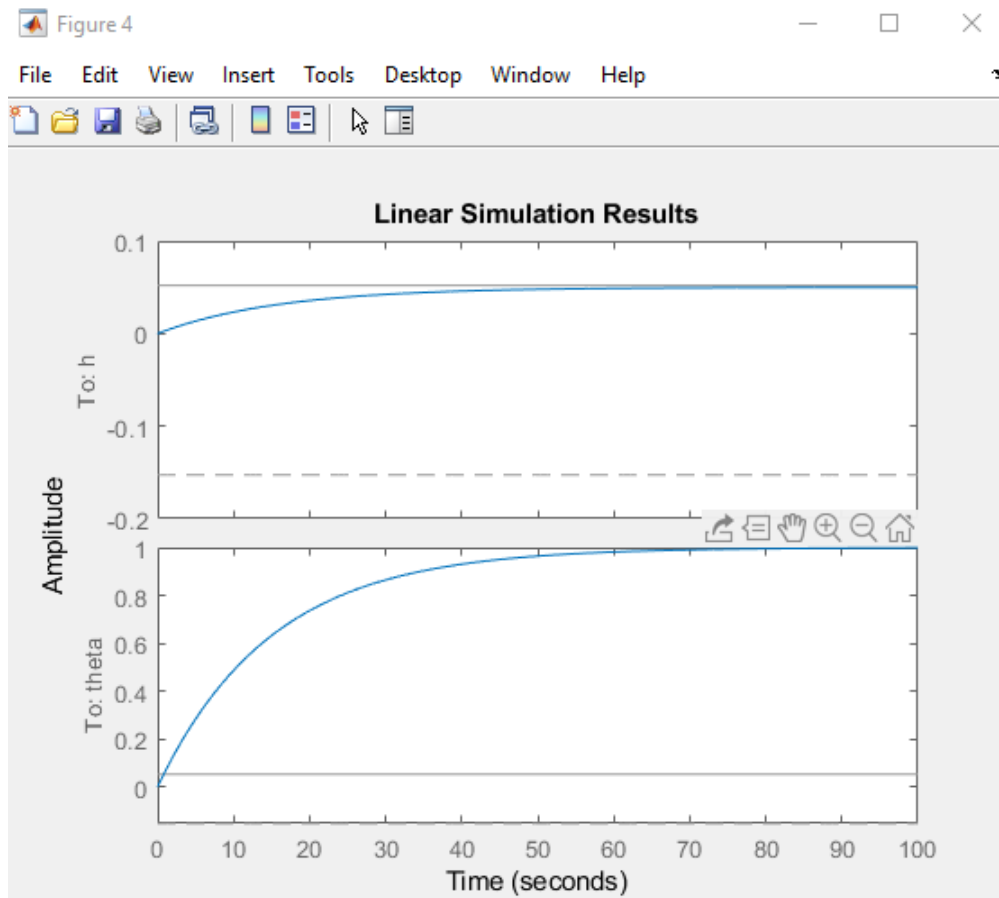 Figure 4
File Edit View Insert Tools Desktop Window Help
Linear Simulation Results
Amplitude
To: h
0.1
0
-0.1
-0.2
To: theta
1
0.8
0.6
0.4
0.2
0
0 10 20 30 40 50 60 70 80 90 100
Time (seconds)